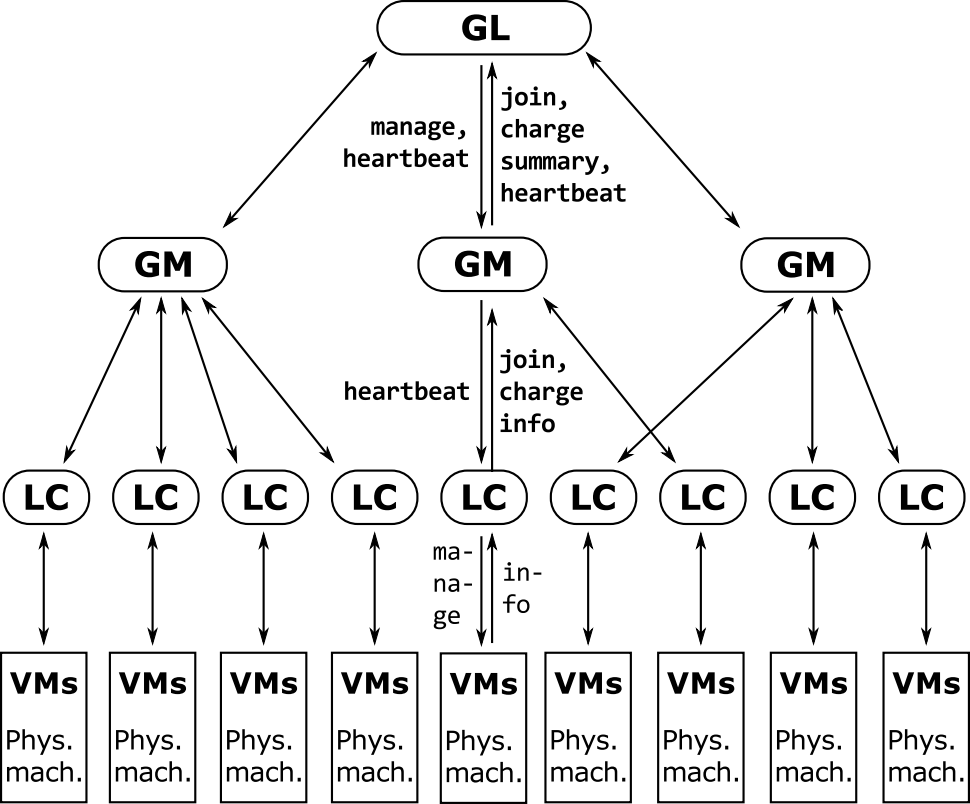 GL
manage,
heartbeat
join,
charge
summary,
heartbeat
GM
GM
GM
heartbeat
join,
charge
info
LC
LC
LC
LC
LC
LC
LC
LC
LC
ma-
na-
ge
in-
fo
VMs
Phys.
mach.
VMs
Phys.
mach.
VMs
Phys.
mach.
VMs
Phys.
mach.
VMs
Phys.
mach.
VMs
Phys.
mach.
VMs
Phys.
mach.
VMs
Phys.
mach.
VMs
Phys.
mach.